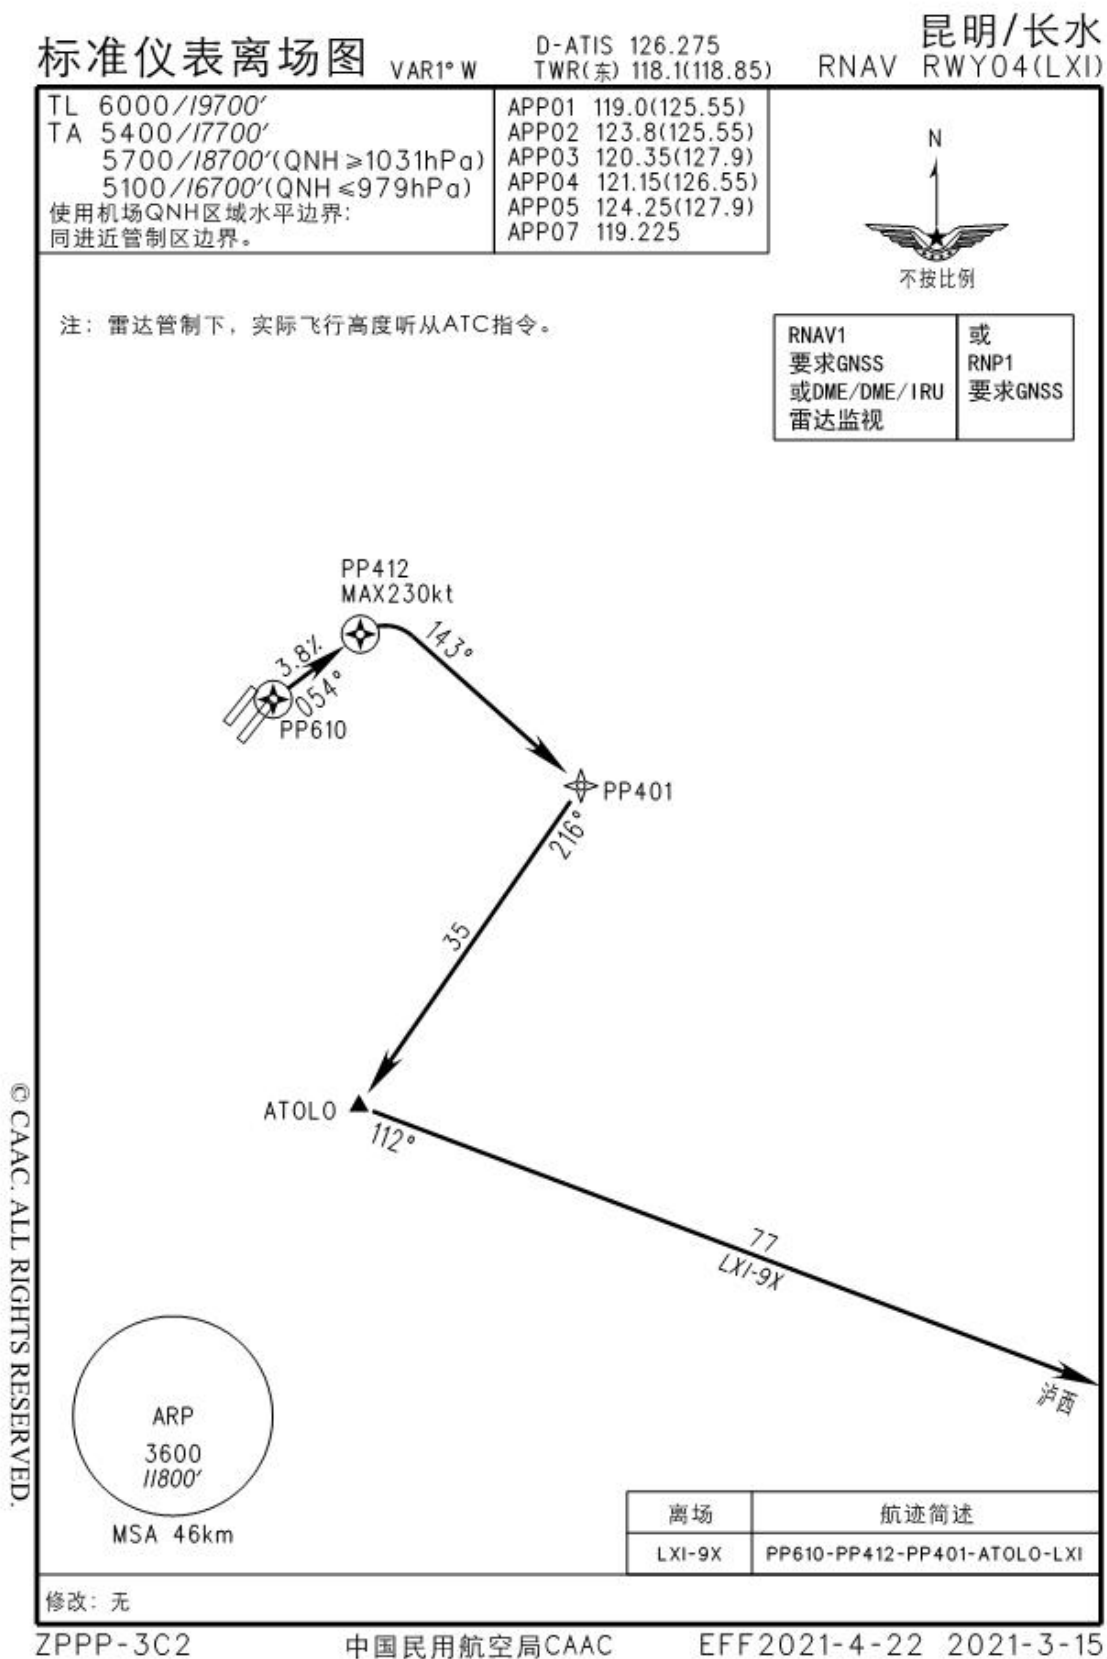 标准仪表离场图
VAR1° W
D-ATIS 126.275
TWR(东) 118.1(118.85)
昆明/长水
RNAV RWY04(LXI)
TL 6000/19700′
TA 5400/17700′
5700/18700′(QNH≥1031hPa)
5100/16700′(QNH≤979hPa)
使用机场QNH区域水平边界:
同进近管制区边界。
APP01 119.0(125.55)
APP02 123.8(125.55)
APP03 120.35(127.9)
APP04 121.15(126.55)
APP05 124.25(127.9)
APP07 119.225
N
不按比例
注: 雷达管制下, 实际飞行高度听从ATC指令。
RNAV1
要求GNSS
或DME/DME/IRU
雷达监视
或
RNP1
要求GNSS
PP412
MAX230kt
143°
3.8%
054°
PP610
PP401
216°
35
ATOLO
112°
77
LXI-9X
泸西
ARP
3600
11800′
MSA 46km
离场 航迹简述
LXI-9X PP610-PP412-PP401-ATOLO-LXI
修改: 无
ZPPP-3C2 中国民用航空局CAAC EFF2021-4-22 2021-3-15
© CAAC. ALL RIGHTS RESERVED.